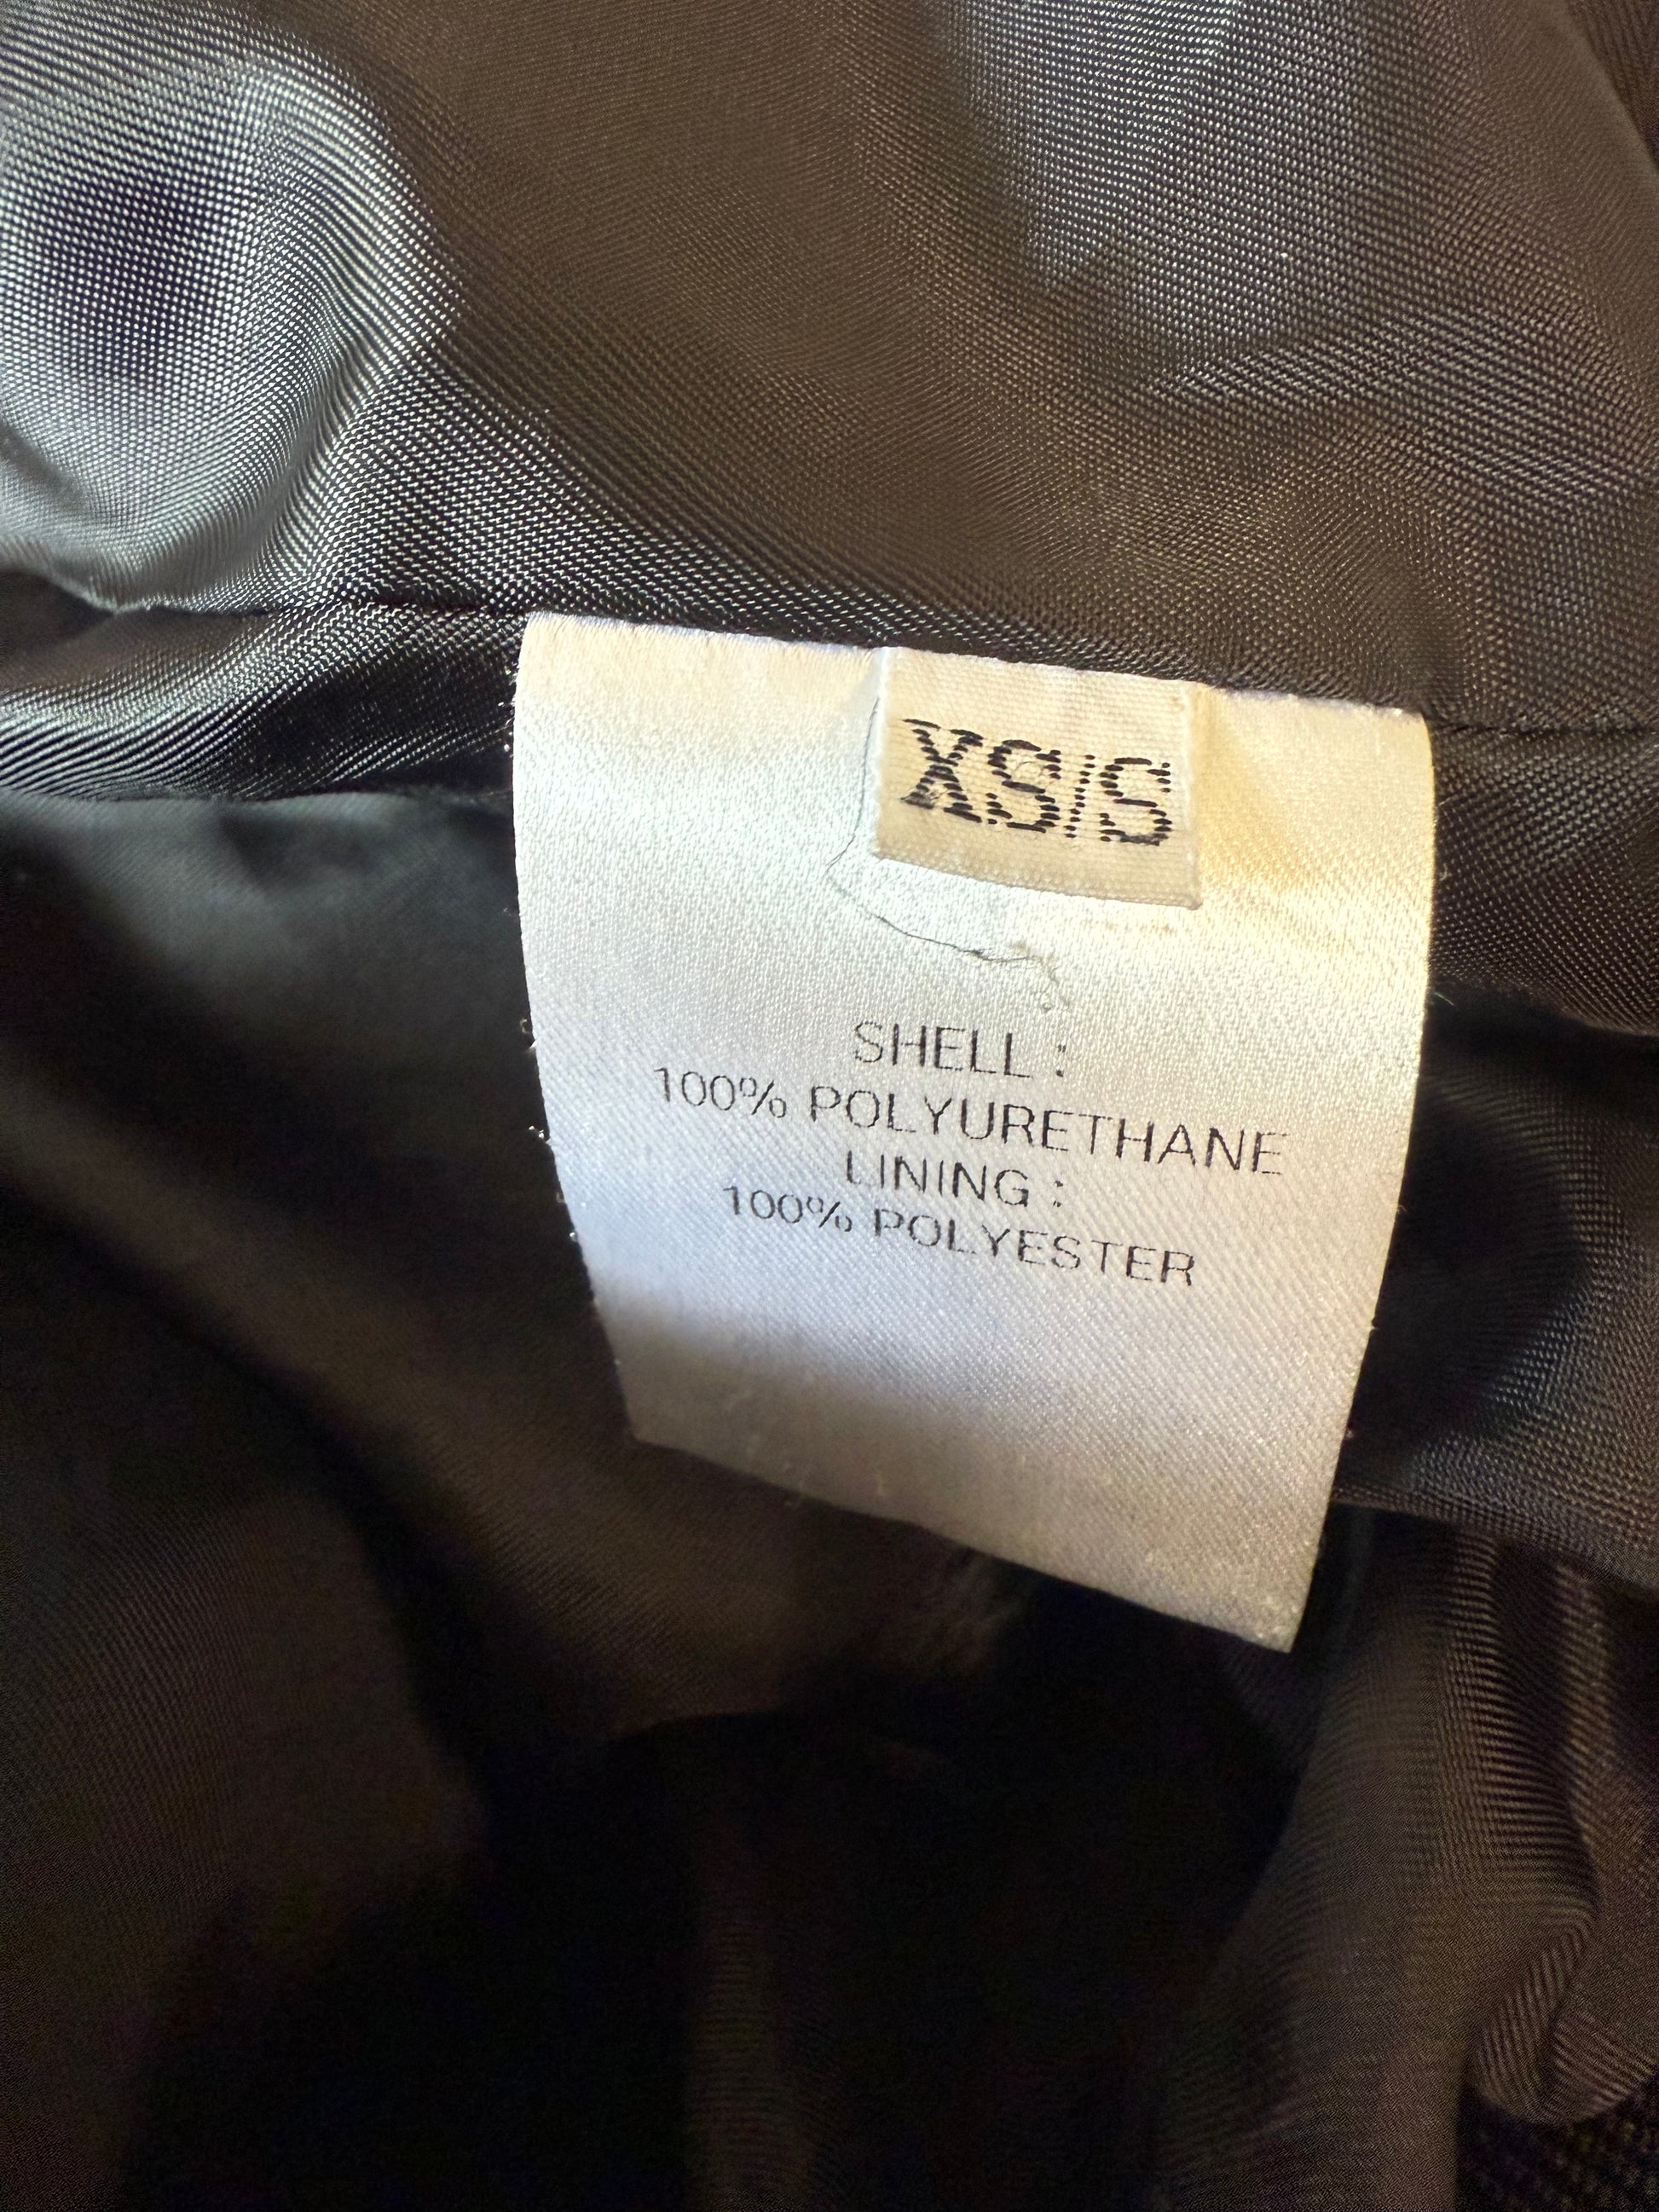 XS/S
SHELL :
100% POLYURETHANE
LINING :
100% POLYESTER